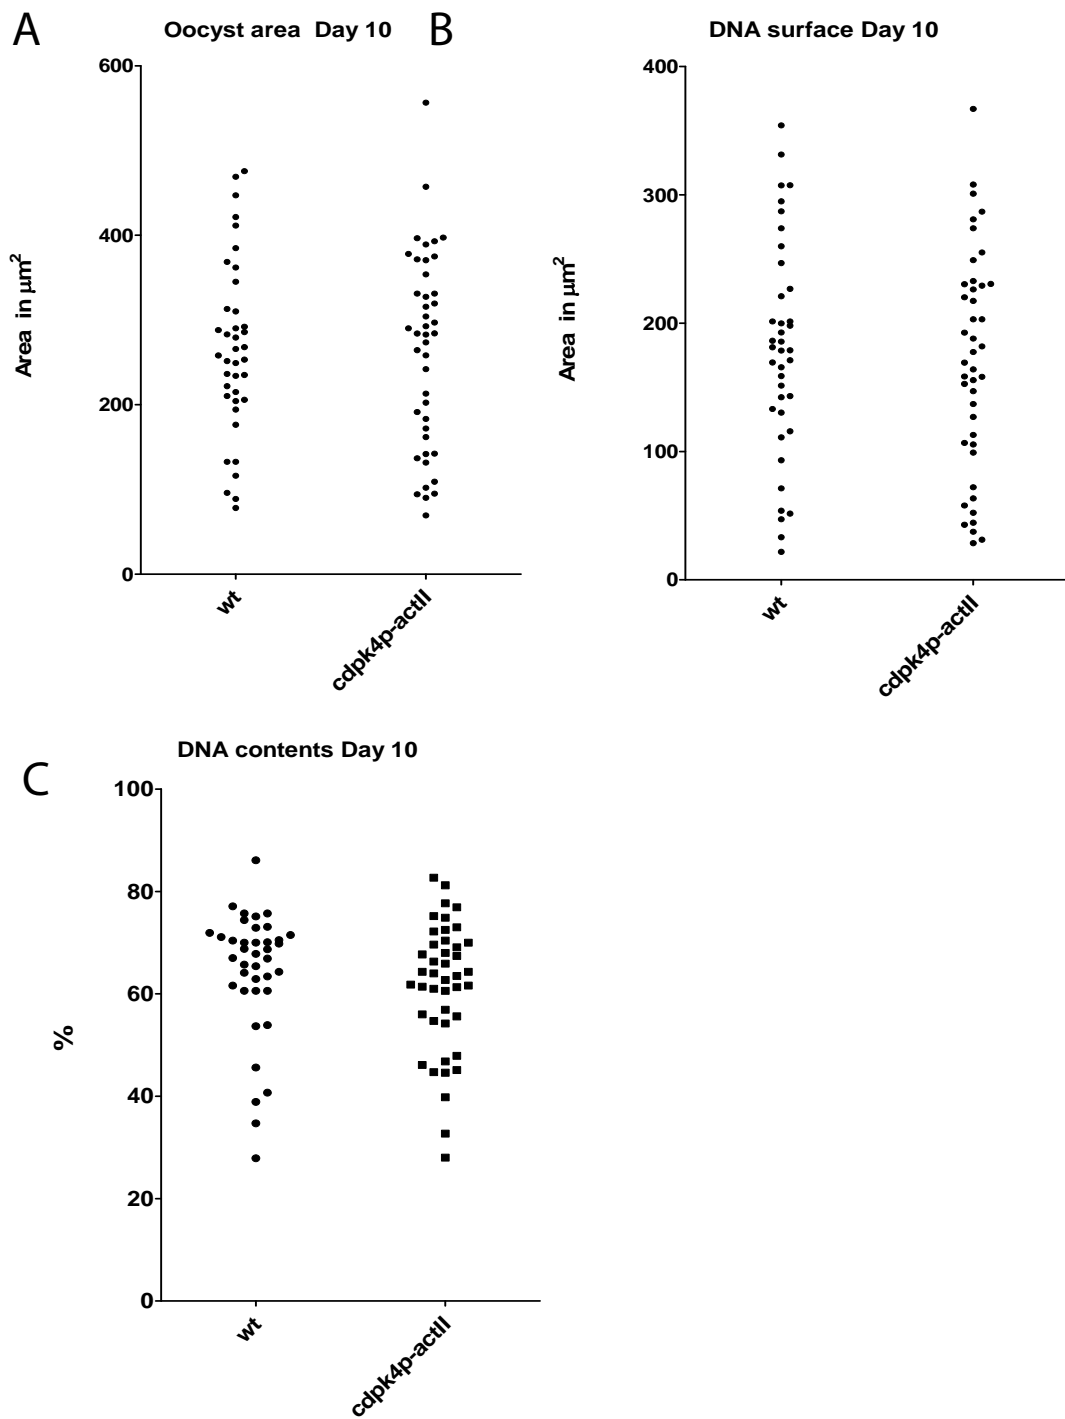 A
Oocyst area  Day 10
600
400
200
0
Area in μm²
wt
cdpk4p-actII
B
DNA surface Day 10
400
300
200
100
0
Area in μm²
wt
cdpk4p-actII
C
DNA contents Day 10
100
80
60
40
20
0
%
wt
cdpk4p-actII